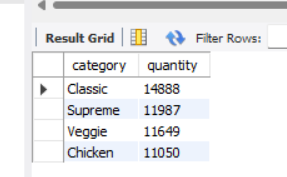 Result Grid Filter Rows:
category quantity
Classic 14888
Supreme 11987
Veggie 11649
Chicken 11050